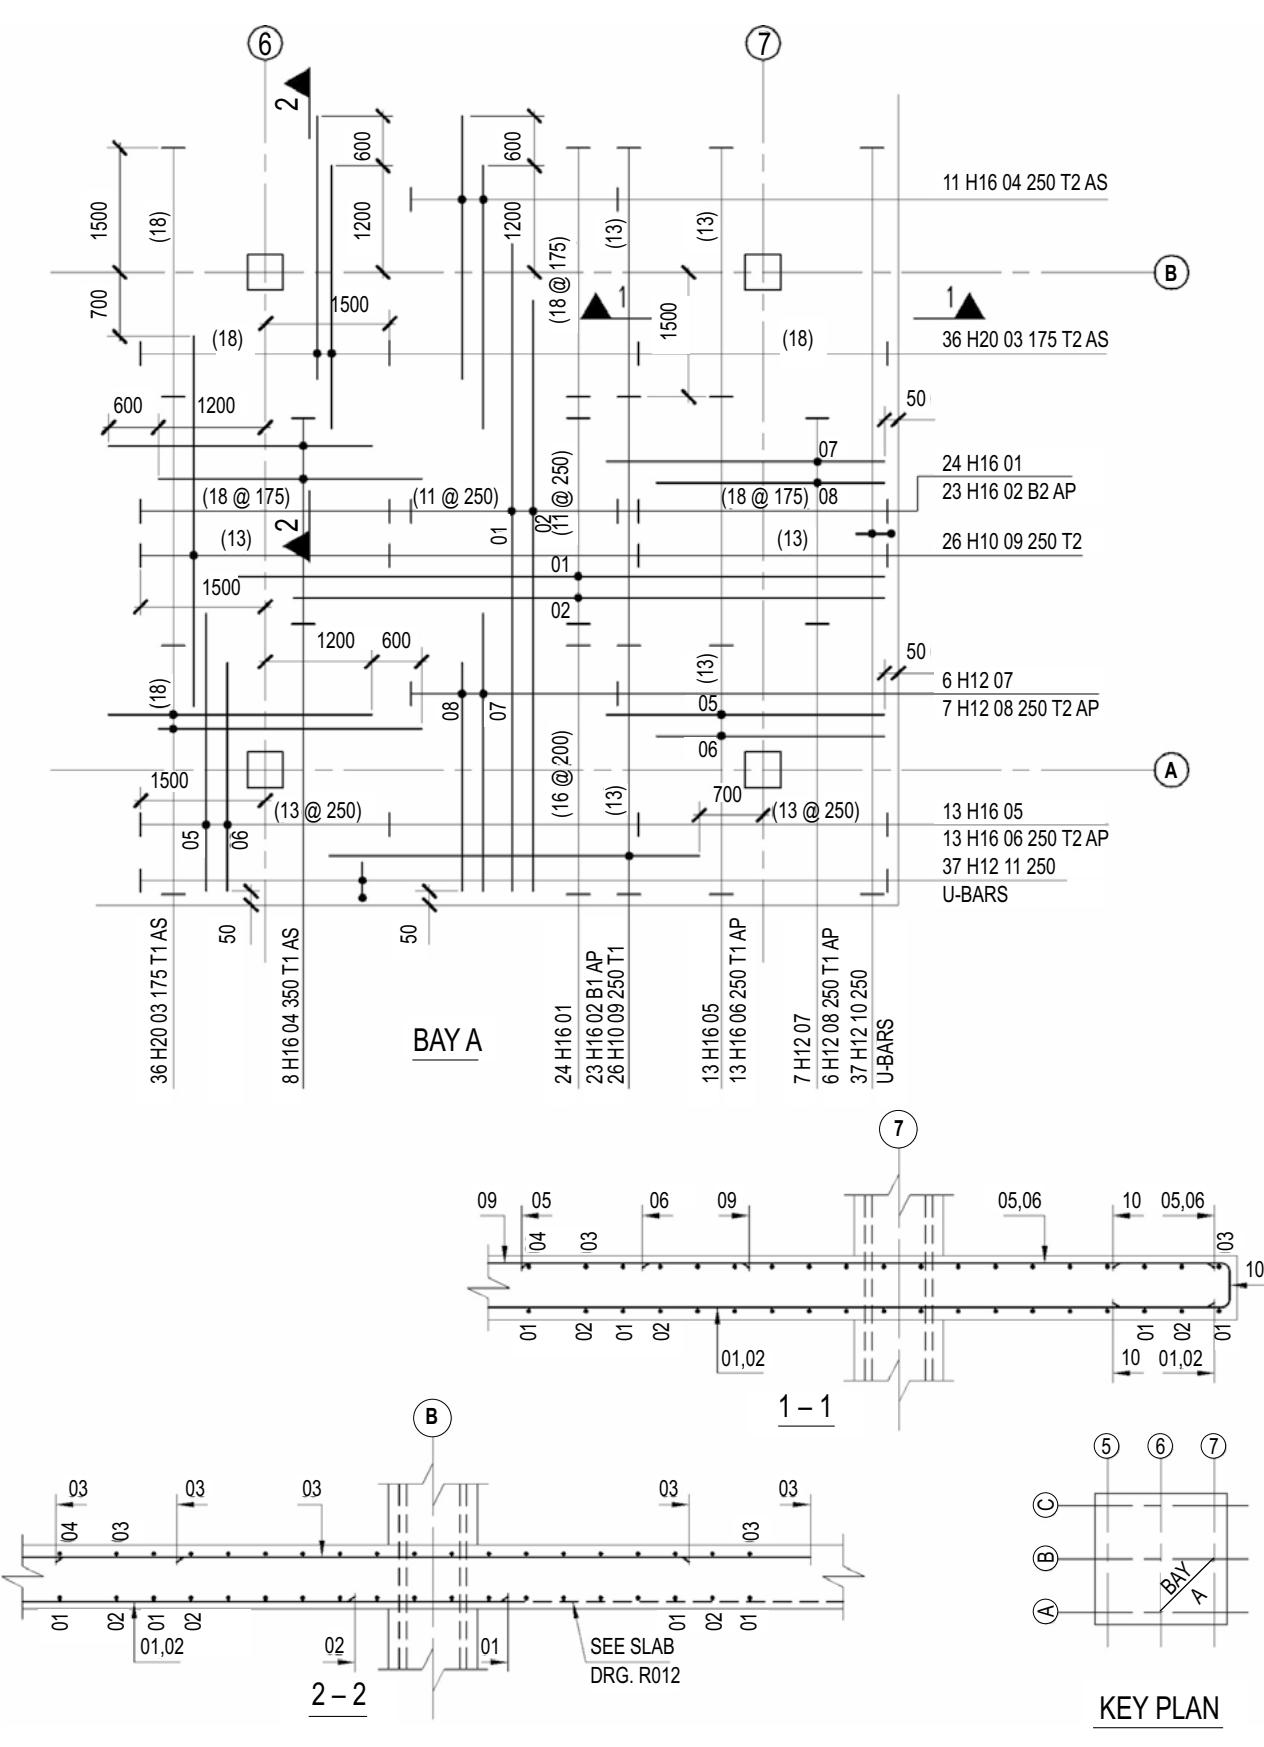 6
7
2
600
600
11 H16 04 250 T2 AS
1500
(18)
1200
1200
(13)
(13)
(18 @ 175)
B
700
1500
1
1
1500
(18)
(18)
36 H20 03 175 T2 AS
600
1200
50
07
24 H16 01
(18 @ 175)
(11 @ 250)
(11 @ 250)
(18 @ 175)
08
23 H16 02 B2 AP
2
01
02
(13)
(13)
26 H10 09 250 T2
01
1500
02
1200
600
50
(18)
(13)
6 H12 07
08
07
05
7 H12 08 250 T2 AP
06
A
1500
(16 @ 200)
700
(13 @ 250)
(13)
(13 @ 250)
13 H16 05
05
06
13 H16 06 250 T2 AP
37 H12 11 250
U-BARS
50
50
36 H20 03 175 T1 AS
8 H16 04 350 T1 AS
24 H16 01
23 H16 02 B1 AP
26 H10 09 250 T1
13 H16 05
13 H16 06 250 T1 AP
7 H12 07
6 H12 08 250 T1 AP
37 H12 10 250
U-BARS
BAY A
7
09
05
06
09
05,06
10
05,06
04
03
03
10
01
02
01
02
01
02
01
01,02
10
01,02
1 – 1
B
03
03
03
03
03
04
03
03
01
02
01
02
01
02
01
01,02
02
01
SEE SLAB
DRG. R012
2 – 2
5
6
7
C
B
A
BAY
A
KEY PLAN